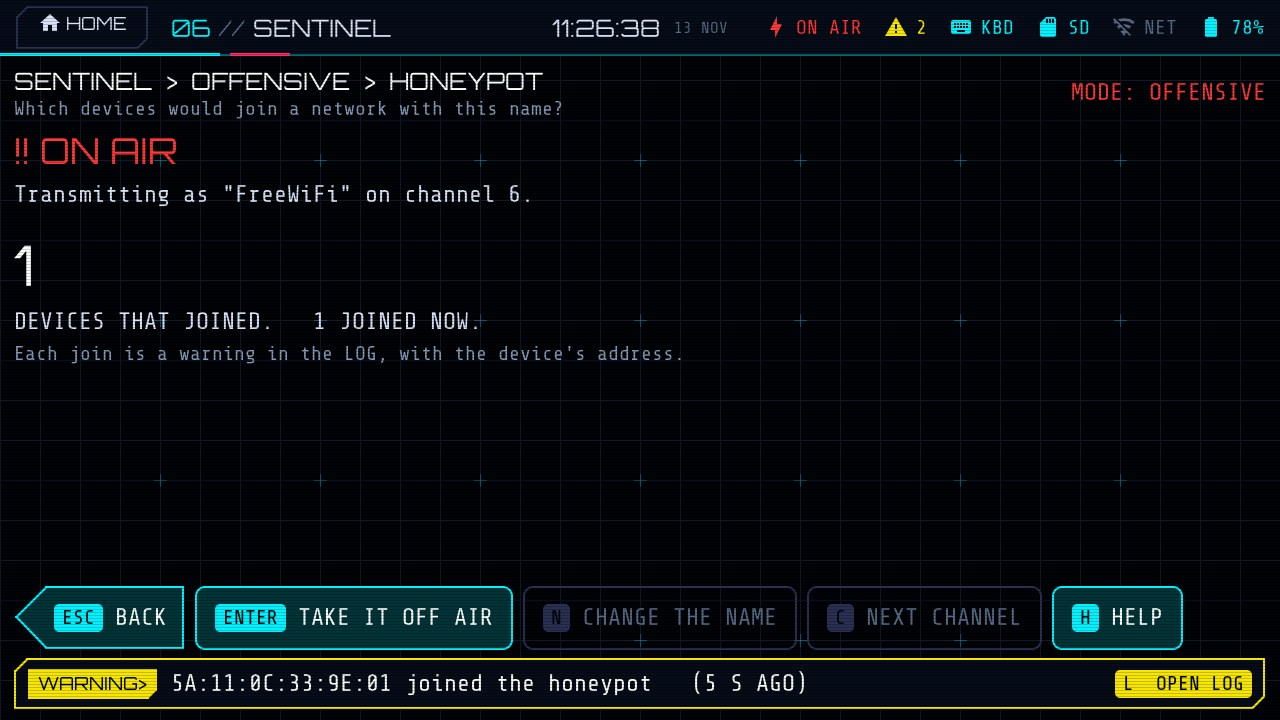 HOME
06 // SENTINEL
11:26:38 13 NOV
ON AIR
2
KBD
SD
NET
78%
SENTINEL > OFFENSIVE > HONEYPOT
Which devices would join a network with this name?
MODE: OFFENSIVE
!! ON AIR
Transmitting as "FreeWiFi" on channel 6.
1
DEVICES THAT JOINED. 1 JOINED NOW.
Each join is a warning in the LOG, with the device's address.
ESC BACK
ENTER TAKE IT OFF AIR
N CHANGE THE NAME
C NEXT CHANNEL
H HELP
WARNING> 5A:11:0C:33:9E:01 joined the honeypot (5 S AGO)
L OPEN LOG